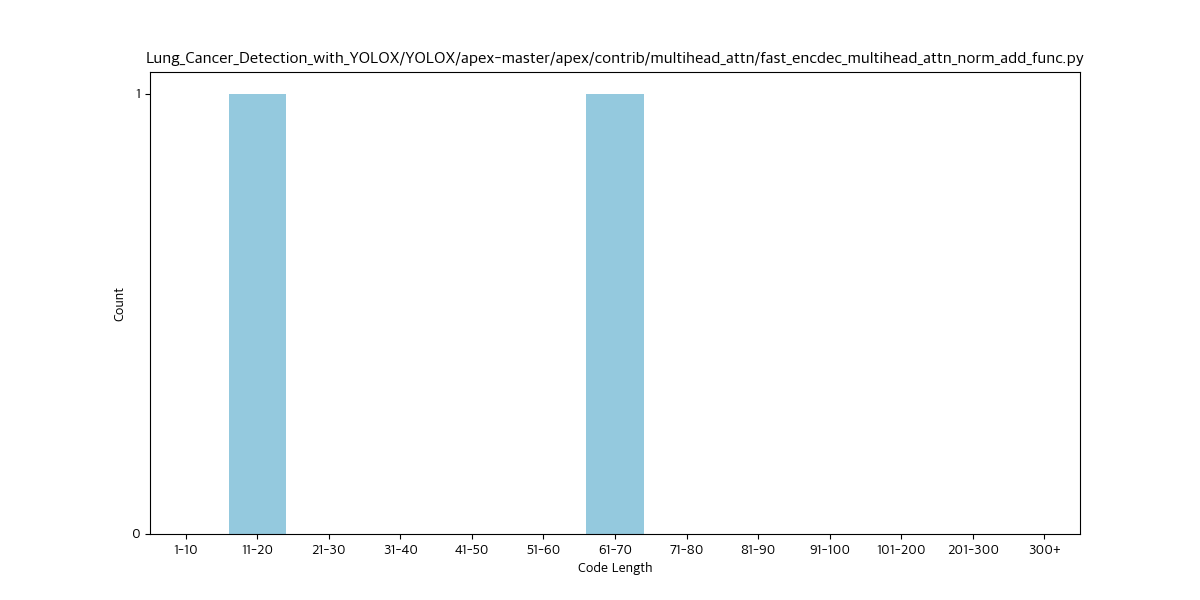 Lung_Cancer_Detection_with_YOLOX/YOLOX/apex-master/apex/contrib/multihead_attn/fast_encdec_multihead_attn_norm_add_func.py
1
Count
0
1-10 11-20 21-30 31-40 41-50 51-60 61-70 71-80 81-90 91-100 101-200 201-300 300+
Code Length